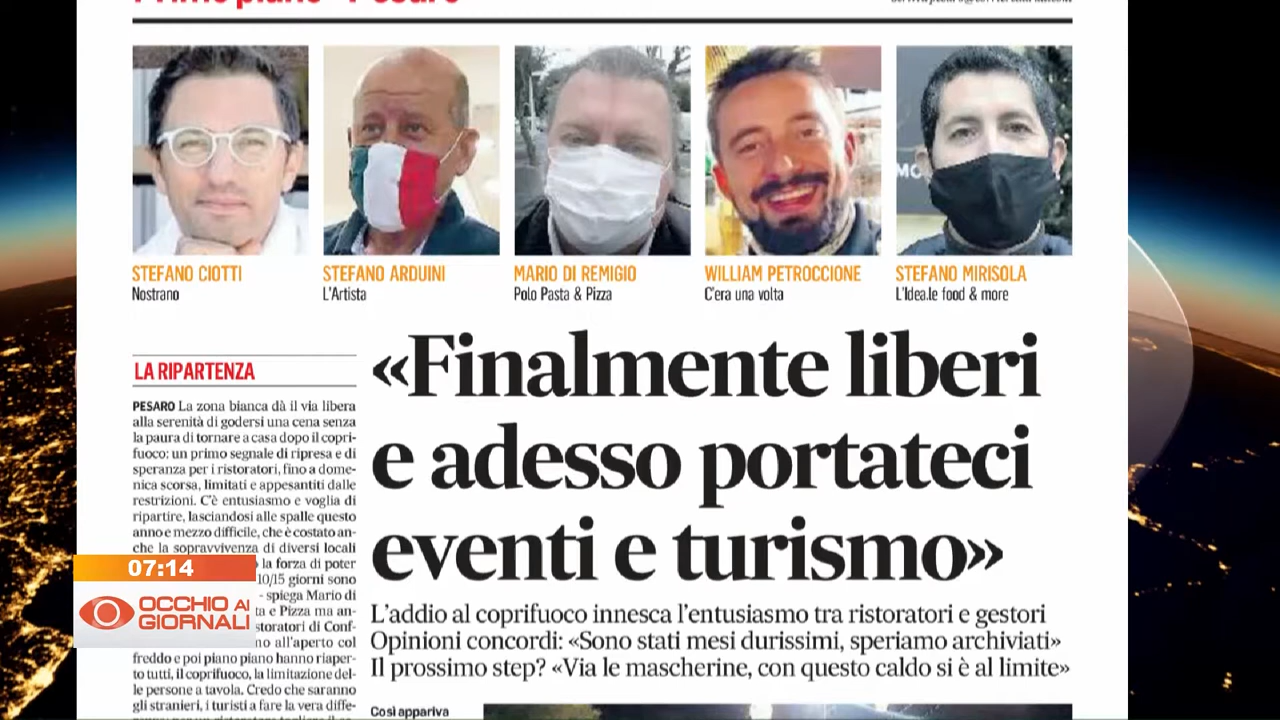 Primo piano Pesaro
STEFANO CIOTTI
Nostrano
STEFANO ARDUINI
L'Artista
MARIO DI REMIGIO
Polo Pasta & Pizza
WILLIAM PETROCCIONE
C'era una volta
STEFANO MIRISOLA
L'Idea.le food & more
MO
LA RIPARTENZA
PESARO La zona bianca dà il via libera
alla serenità di godersi una cena senza
la paura di tornare a casa dopo il copri-
fuoco: un primo segnale di ripresa e di
speranza per i ristoratori, fino a dome-
nica scorsa, limitati e appesantiti dalle
restrizioni. C'è entusiasmo e voglia di
ripartire, lasciandosi alle spalle questo
anno e mezzo difficile, che è costato an-
che la sopravvivenza di diversi locali
la forza di poter
10/15 giorni sono
- spiega Mario di
ta e Pizza ma an-
storatori di Conf-
no all'aperto col
freddo e poi piano piano hanno riaper-
to tutti, il coprifuoco, la limitazione del-
le persone a tavola. Credo che saranno
gli stranieri, i turisti a fare la vera diffe-
«Finalmente liberi
e adesso portateci
eventi e turismo»
L'addio al coprifuoco innesca l'entusiasmo tra ristoratori e gestori
Opinioni concordi: «Sono stati mesi durissimi, speriamo archiviati»
Il prossimo step? «Via le mascherine, con questo caldo si è al limite»
Così appariva
07:14
OCCHIO AI
GIORNALI